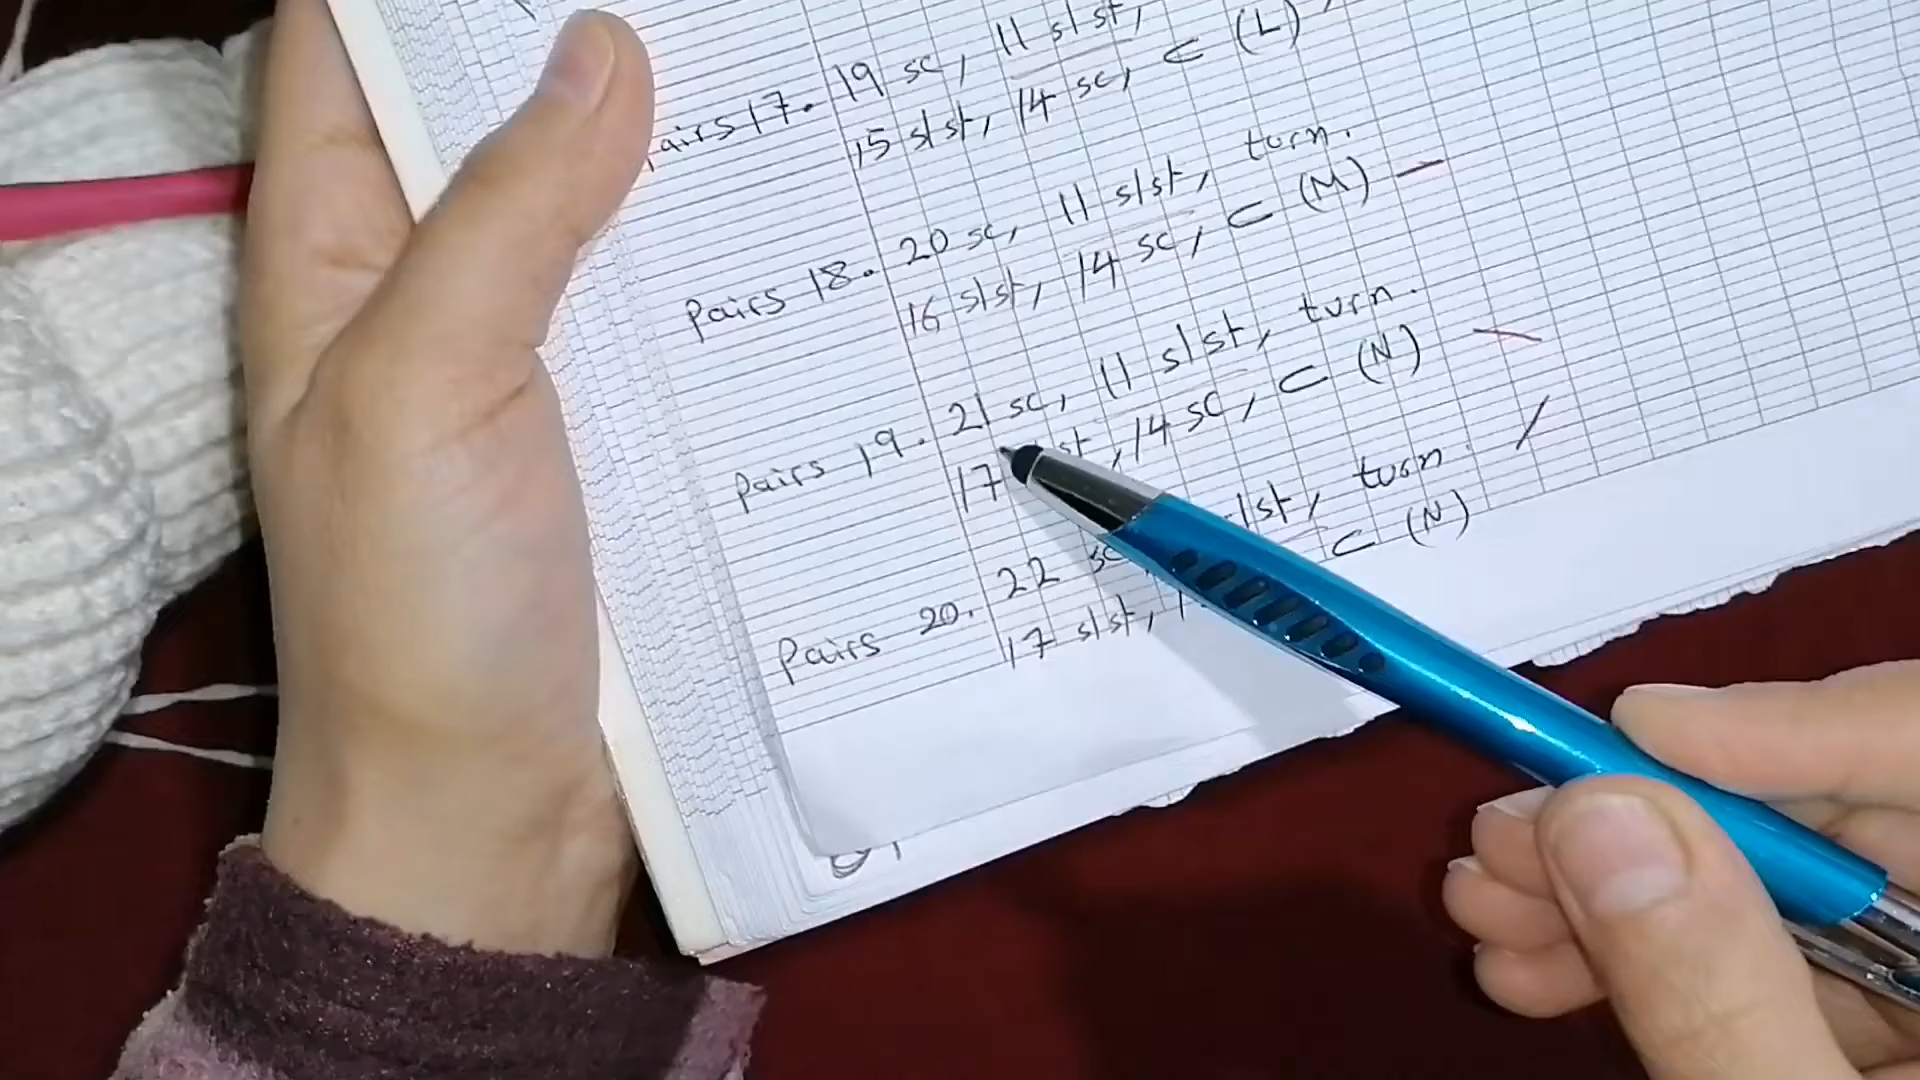 Pairs 17. 19 sc, 11 slst,
15 slst, 14 sc, ⊂ (L)
Pairs 18. 20 sc, 11 slst, turn.
16 slst, 14 sc, ⊂ (M) —
Pairs 19. 21 sc, 11 slst, turn.
17 st, 14 sc, ⊂ (N)
Pairs 20. 22 sc slst, turn. /
17 slst, ⊂ (N)